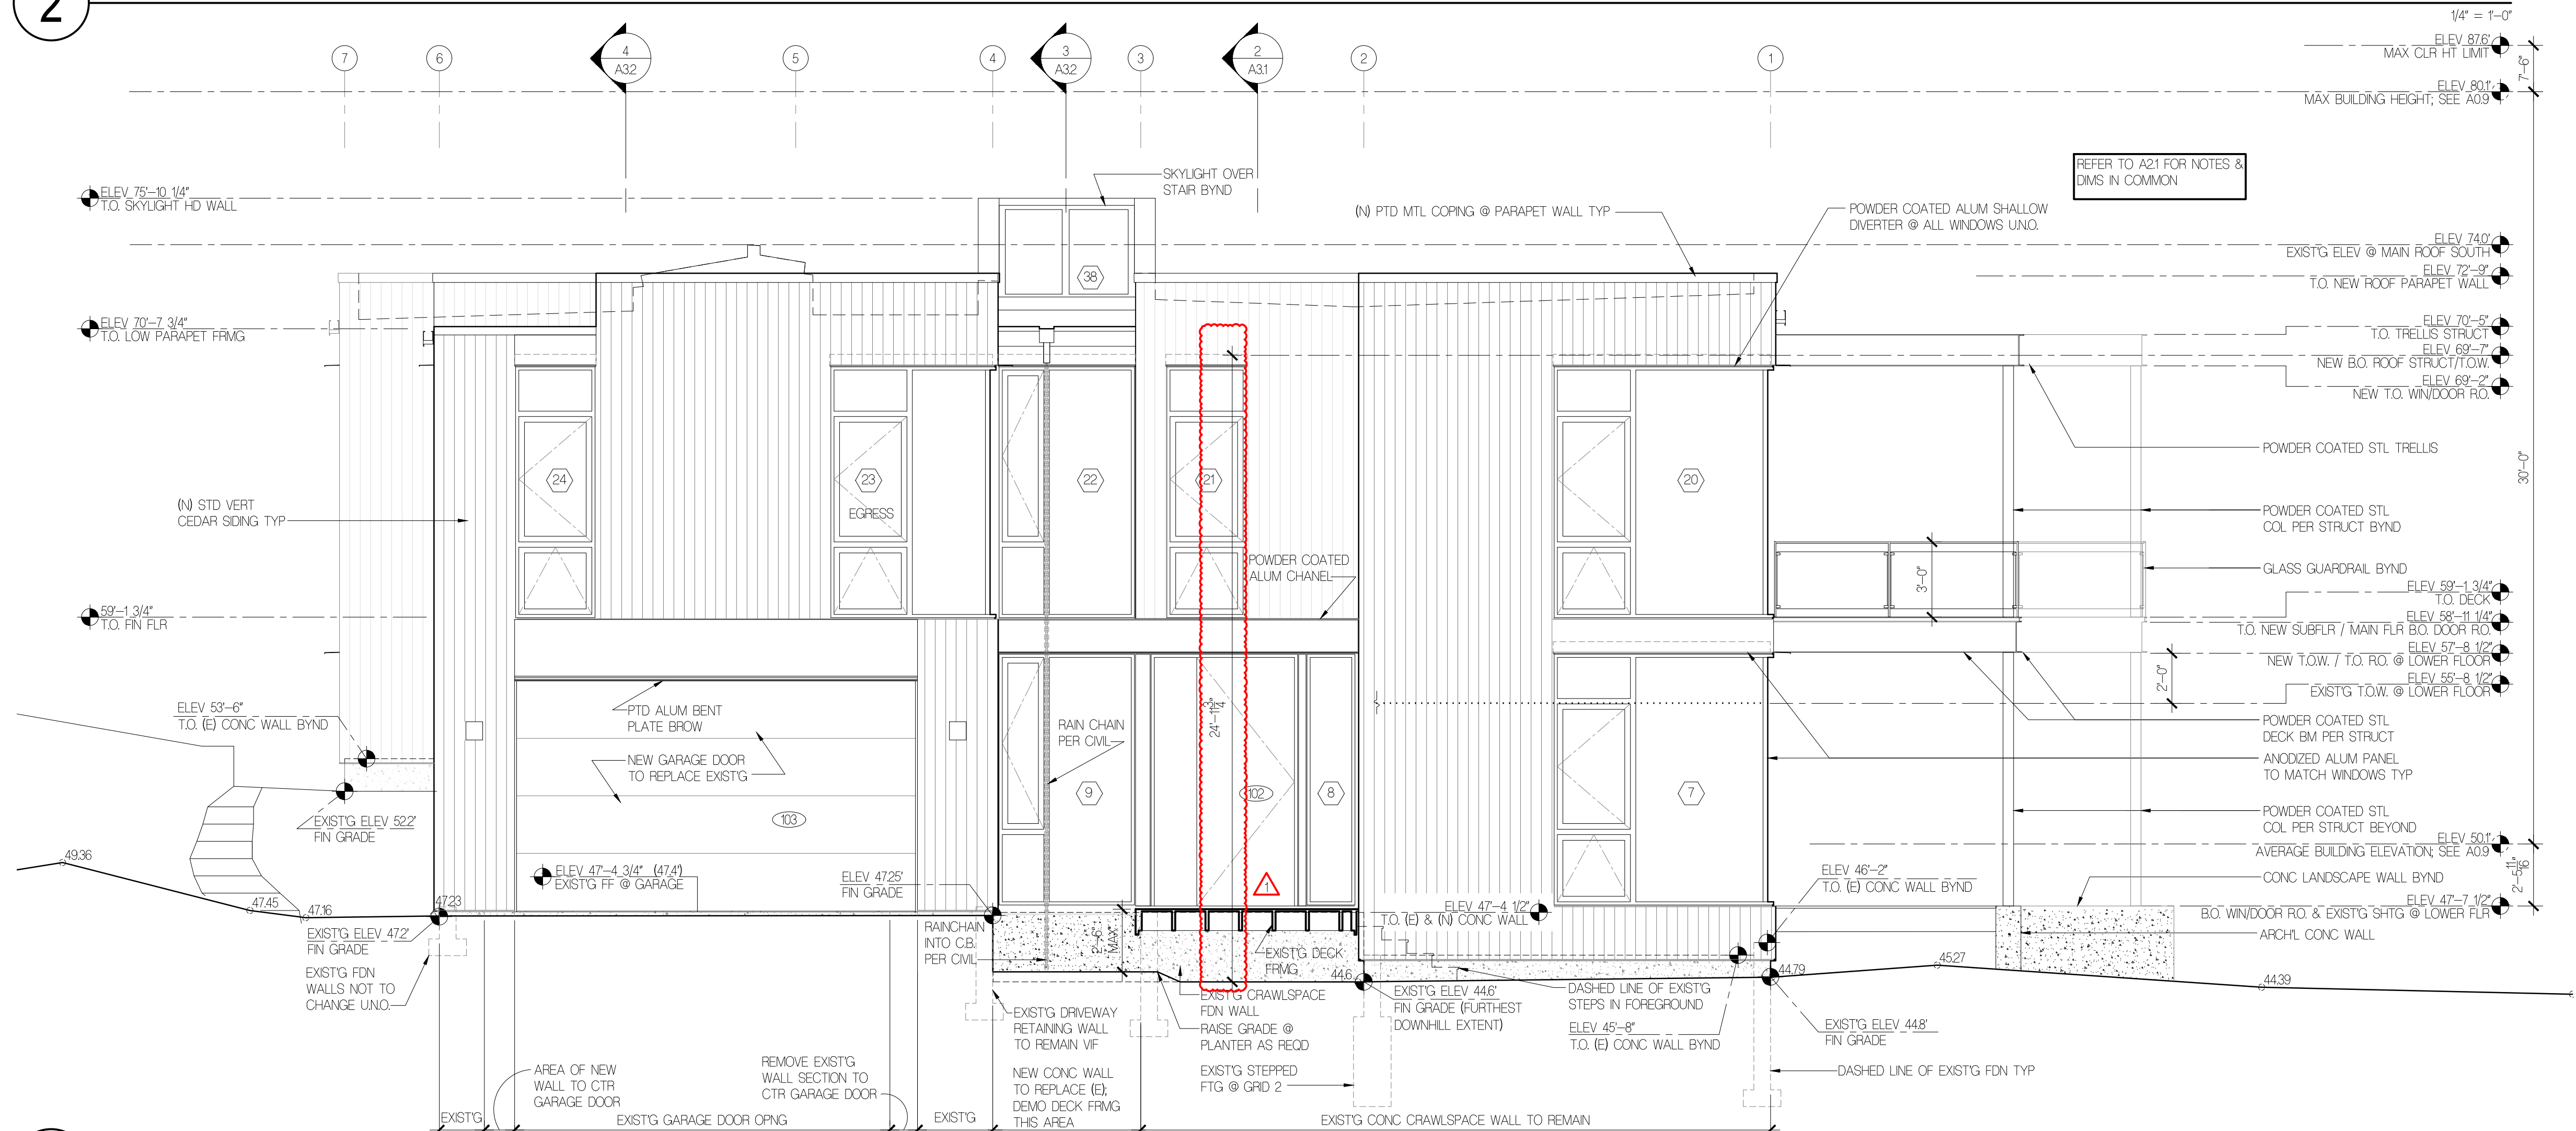 2
1/4" = 1'-0"
7
6
4
A3.2
5
4
3
A3.2
3
2
A3.1
2
1
ELEV 87.6'
MAX CLR HT LIMIT
7'-6"
ELEV 80.1'
MAX BUILDING HEIGHT; SEE A0.9
REFER TO A2.1 FOR NOTES &
DIMS IN COMMON
SKYLIGHT OVER
STAIR BYND
ELEV 75'-10 1/4"
T.O. SKYLIGHT HD WALL
(N) PTD MTL COPING @ PARAPET WALL TYP
POWDER COATED ALUM SHALLOW
DIVERTER @ ALL WINDOWS U.N.O.
ELEV 74.0'
EXIST'G ELEV @ MAIN ROOF SOUTH
ELEV 72'-9"
T.O. NEW ROOF PARAPET WALL
38
ELEV 70'-7 3/4"
T.O. LOW PARAPET FRMG
ELEV 70'-5"
T.O. TRELLIS STRUCT
ELEV 69'-7"
NEW B.O. ROOF STRUCT/T.O.W.
ELEV 69'-2"
NEW T.O. WIN/DOOR R.O.
POWDER COATED STL TRELLIS
30'-0"
24
23
EGRESS
22
21
20
(N) STD VERT
CEDAR SIDING TYP
POWDER COATED STL
COL PER STRUCT BYND
POWDER COATED
ALUM CHANEL
GLASS GUARDRAIL BYND
3'-0"
59'-1 3/4"
T.O. FIN FLR
ELEV 59'-1 3/4"
T.O. DECK
ELEV 58'-11 1/4"
T.O. NEW SUBFLR / MAIN FLR B.O. DOOR R.O.
ELEV 57'-8 1/2"
NEW T.O.W. / T.O. R.O. @ LOWER FLOOR
2'-0"
ELEV 55'-8 1/2"
EXIST'G T.O.W. @ LOWER FLOOR
ELEV 53'-6"
T.O. (E) CONC WALL BYND
PTD ALUM BENT
PLATE BROW
RAIN CHAIN
PER CIVIL
24'-11 3/4"
POWDER COATED STL
DECK BM PER STRUCT
NEW GARAGE DOOR
TO REPLACE EXIST'G
ANODIZED ALUM PANEL
TO MATCH WINDOWS TYP
9
102
8
7
103
POWDER COATED STL
COL PER STRUCT BEYOND
EXIST'G ELEV 52.2'
FIN GRADE
ELEV 50.1'
AVERAGE BUILDING ELEVATION; SEE A0.9
49.36
ELEV 47'-4 3/4" (47.4')
EXIST'G FF @ GARAGE
ELEV 47.25'
FIN GRADE
1
ELEV 46'-2"
T.O. (E) CONC WALL BYND
CONC LANDSCAPE WALL BYND
2'-5 11/16"
47.45
47.16
47.23
ELEV 47'-4 1/2"
T.O. (E) & (N) CONC WALL
ELEV 47'-7 1/2"
B.O. WIN/DOOR R.O. & EXIST'G SHTG @ LOWER FLR
EXIST'G ELEV 47.2'
FIN GRADE
RAINCHAIN
INTO C.B.
PER CIVIL
2'-6"
MAX
EXIST'G DECK
FRMG
ARCH'L CONC WALL
EXIST'G FDN
WALLS NOT TO
CHANGE U.N.O.
44.6
44.79
45.27
44.39
EXIST'G CRAWLSPACE
FDN WALL
EXIST'G ELEV 44.6'
FIN GRADE (FURTHEST
DOWNHILL EXTENT)
DASHED LINE OF EXIST'G
STEPS IN FOREGROUND
EXIST'G DRIVEWAY
RETAINING WALL
TO REMAIN VIF
RAISE GRADE @
PLANTER AS REQD
ELEV 45'-8"
T.O. (E) CONC WALL BYND
EXIST'G ELEV 44.8'
FIN GRADE
AREA OF NEW
WALL TO CTR
GARAGE DOOR
REMOVE EXIST'G
WALL SECTION TO
CTR GARAGE DOOR
NEW CONC WALL
TO REPLACE (E);
DEMO DECK FRMG
THIS AREA
EXIST'G STEPPED
FTG @ GRID 2
DASHED LINE OF EXIST'G FDN TYP
EXIST'G
EXIST'G GARAGE DOOR OPNG
EXIST'G
EXIST'G CONC CRAWLSPACE WALL TO REMAIN